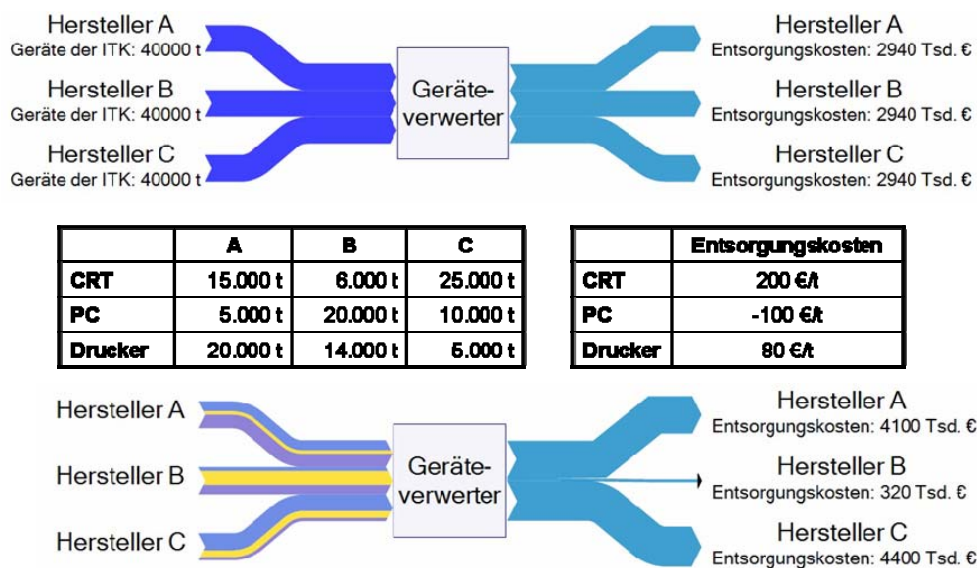 Hersteller A
Geräte der ITK: 40000 t
Hersteller B
Geräte der ITK: 40000 t
Hersteller C
Geräte der ITK: 40000 t
Geräte-
verwerter
Hersteller A
Entsorgungskosten: 2940 Tsd. €
Hersteller B
Entsorgungskosten: 2940 Tsd. €
Hersteller C
Entsorgungskosten: 2940 Tsd. €
A B C
CRT 15.000 t 6.000 t 25.000 t
PC 5.000 t 20.000 t 10.000 t
Drucker 20.000 t 14.000 t 5.000 t
Entsorgungskosten
CRT 200 €/t
PC -100 €/t
Drucker 80 €/t
Hersteller A
Hersteller B
Hersteller C
Geräte-
verwerter
Hersteller A
Entsorgungskosten: 4100 Tsd. €
Hersteller B
Entsorgungskosten: 320 Tsd. €
Hersteller C
Entsorgungskosten: 4400 Tsd. €